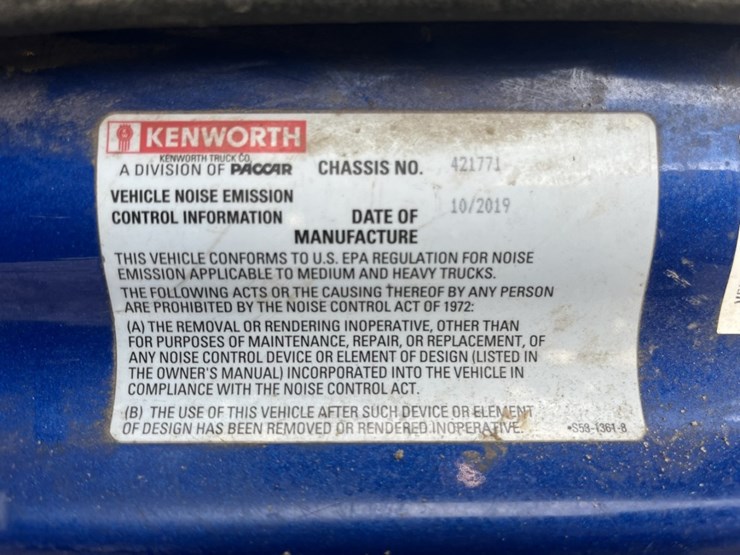 KENWORTH
KENWORTH TRUCK CO.
A DIVISION OF PACCAR
CHASSIS NO. 421771
VEHICLE NOISE EMISSION
CONTROL INFORMATION
DATE OF
MANUFACTURE
10/2019
THIS VEHICLE CONFORMS TO U.S. EPA REGULATION FOR NOISE
EMISSION APPLICABLE TO MEDIUM AND HEAVY TRUCKS.
THE FOLLOWING ACTS OR THE CAUSING THEREOF BY ANY PERSON
ARE PROHIBITED BY THE NOISE CONTROL ACT OF 1972:
(A) THE REMOVAL OR RENDERING INOPERATIVE, OTHER THAN
FOR PURPOSES OF MAINTENANCE, REPAIR, OR REPLACEMENT, OF
ANY NOISE CONTROL DEVICE OR ELEMENT OF DESIGN (LISTED IN
THE OWNER'S MANUAL) INCORPORATED INTO THE VEHICLE IN
COMPLIANCE WITH THE NOISE CONTROL ACT.
(B) THE USE OF THIS VEHICLE AFTER SUCH DEVICE OR ELEMENT
OF DESIGN HAS BEEN REMOVED OR RENDERED INOPERATIVE.
*S59-1361-B